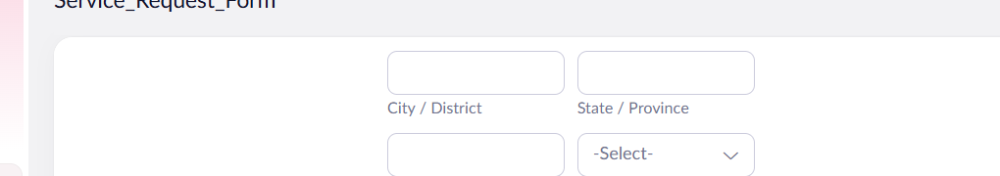 Service_Request_Form
City / District
State / Province
-Select-